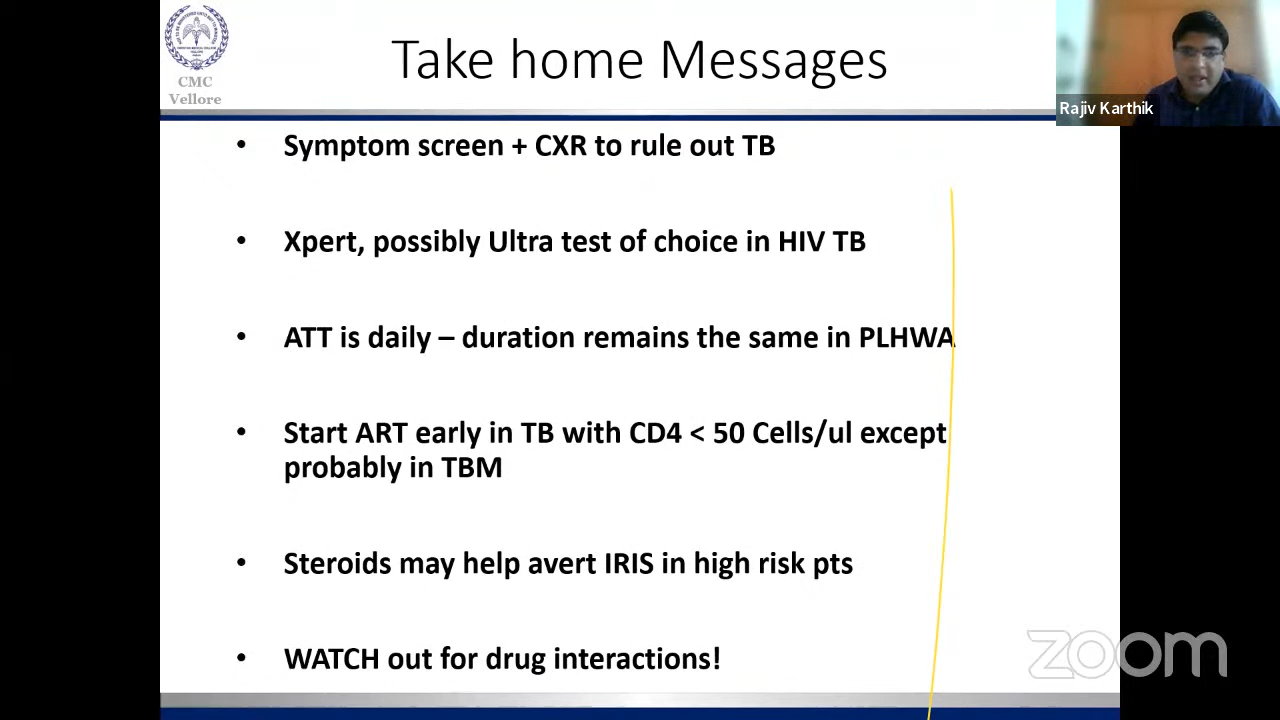 CMC
Vellore
Take home Messages
Rajiv Karthik
• Symptom screen + CXR to rule out TB
• Xpert, possibly Ultra test of choice in HIV TB
• ATT is daily – duration remains the same in PLHWA
• Start ART early in TB with CD4 < 50 Cells/ul except
probably in TBM
• Steroids may help avert IRIS in high risk pts
• WATCH out for drug interactions!
zoom